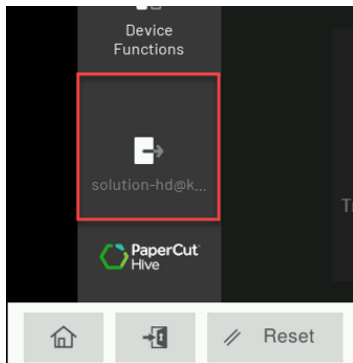 Device
Functions
solution-hd@k...
PaperCut
Hive
Reset